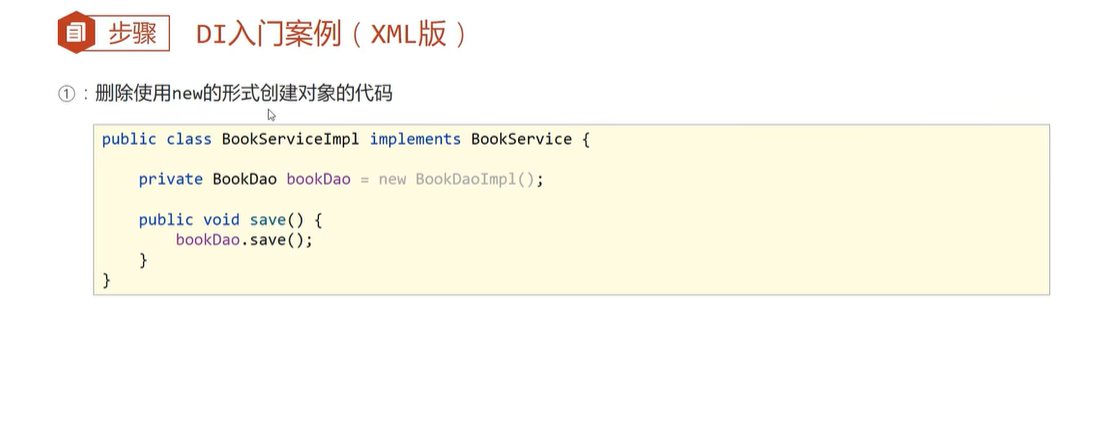 步骤 DI入门案例（XML版）
①：删除使用new的形式创建对象的代码
public class BookServiceImpl implements BookService {
private BookDao bookDao = new BookDaoImpl();
public void save() {
bookDao.save();
}
}